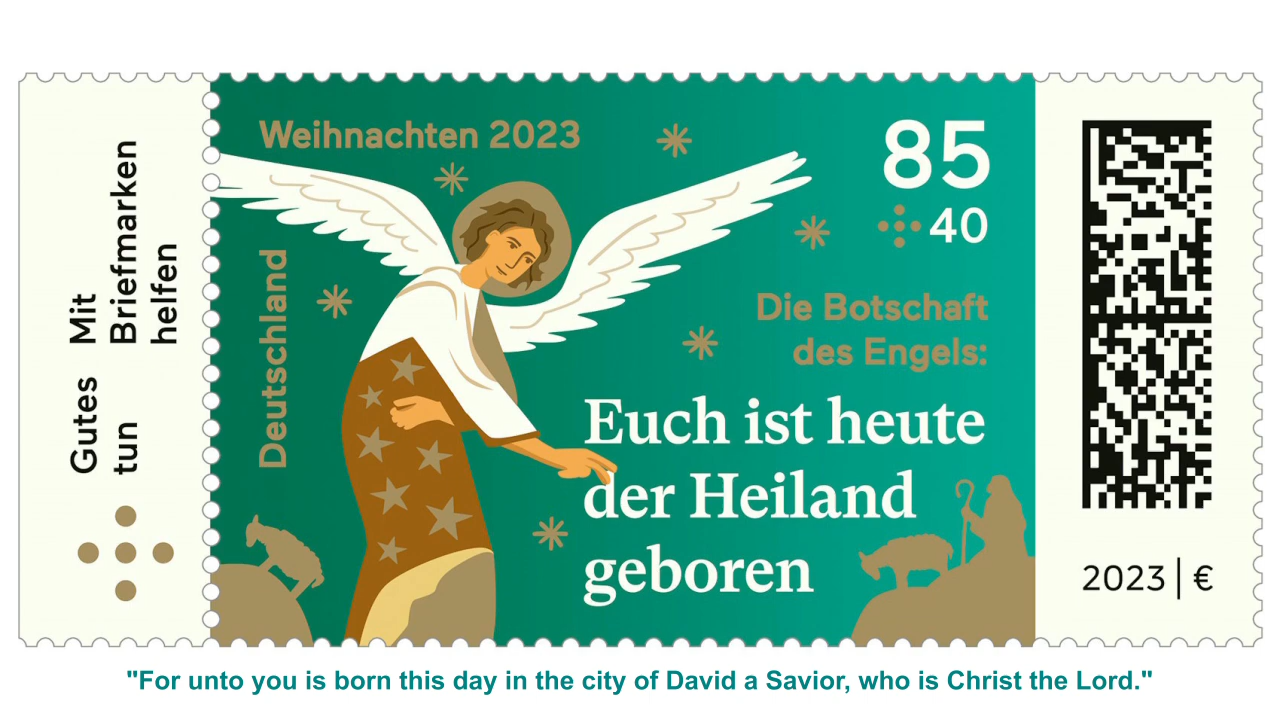 Gutes Mit
tun Briefmarken
helfen
Weihnachten 2023
Deutschland
85
40
Die Botschaft
des Engels:
Euch ist heute
der Heiland
geboren
2023 | €
"For unto you is born this day in the city of David a Savior, who is Christ the Lord."